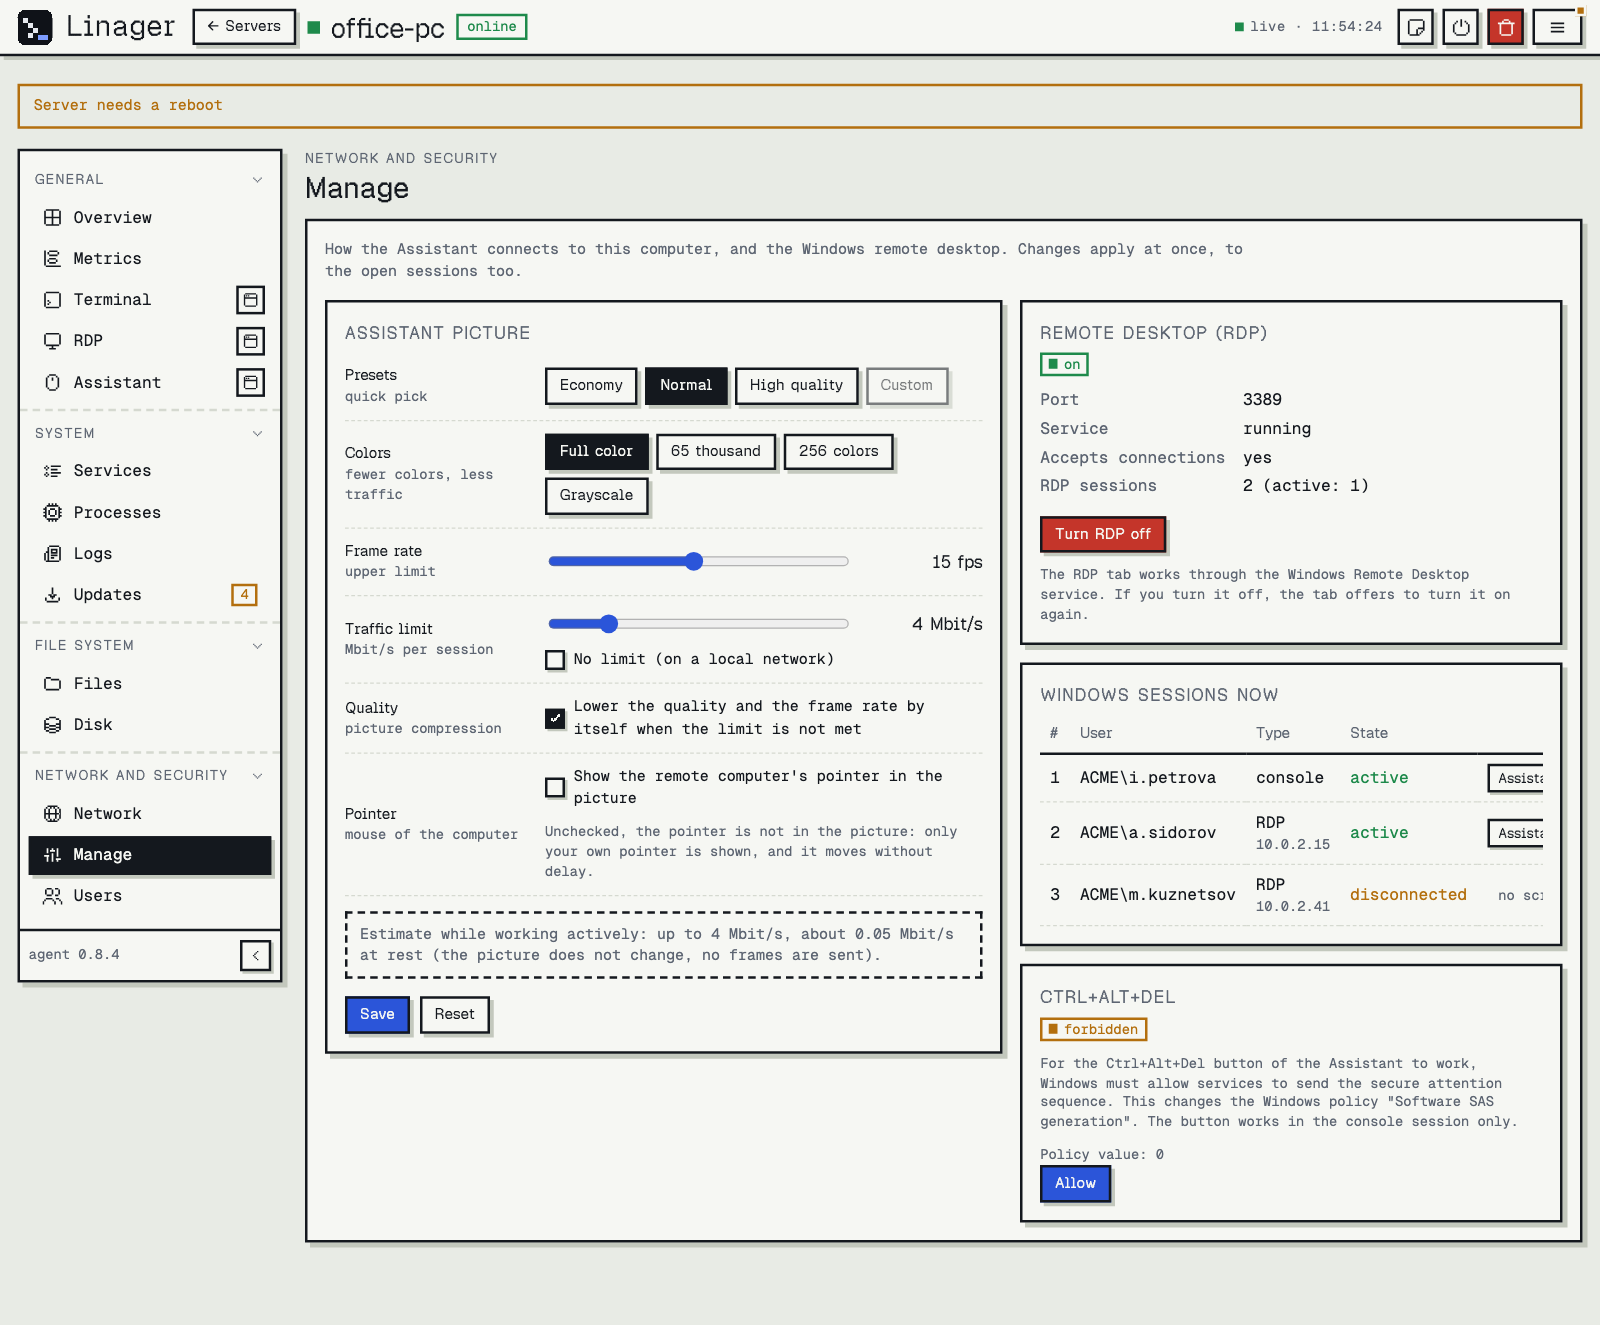 Linager
← Servers
office-pc
online
live · 11:54:24
Server needs a reboot
GENERAL
Overview
Metrics
Terminal
RDP
Assistant
SYSTEM
Services
Processes
Logs
Updates
4
FILE SYSTEM
Files
Disk
NETWORK AND SECURITY
Network
Manage
Users
agent 0.8.4
NETWORK AND SECURITY
Manage
How the Assistant connects to this computer, and the Windows remote desktop. Changes apply at once, to
the open sessions too.
ASSISTANT PICTURE
Presets
quick pick
Economy
Normal
High quality
Custom
Colors
fewer colors, less
traffic
Full color
65 thousand
256 colors
Grayscale
Frame rate
upper limit
15 fps
Traffic limit
Mbit/s per session
4 Mbit/s
No limit (on a local network)
Quality
picture compression
Lower the quality and the frame rate by
itself when the limit is not met
Pointer
mouse of the computer
Show the remote computer's pointer in the
picture
Unchecked, the pointer is not in the picture: only
your own pointer is shown, and it moves without
delay.
Estimate while working actively: up to 4 Mbit/s, about 0.05 Mbit/s
at rest (the picture does not change, no frames are sent).
Save
Reset
REMOTE DESKTOP (RDP)
on
Port 3389
Service running
Accepts connections yes
RDP sessions 2 (active: 1)
Turn RDP off
The RDP tab works through the Windows Remote Desktop
service. If you turn it off, the tab offers to turn it on
again.
WINDOWS SESSIONS NOW
# User Type State
1 ACME\i.petrova console active
2 ACME\a.sidorov RDP 10.0.2.15 active
3 ACME\m.kuznetsov RDP 10.0.2.41 disconnected no
CTRL+ALT+DEL
forbidden
For the Ctrl+Alt+Del button of the Assistant to work,
Windows must allow services to send the secure attention
sequence. This changes the Windows policy "Software SAS
generation". The button works in the console session only.
Policy value: 0
Allow